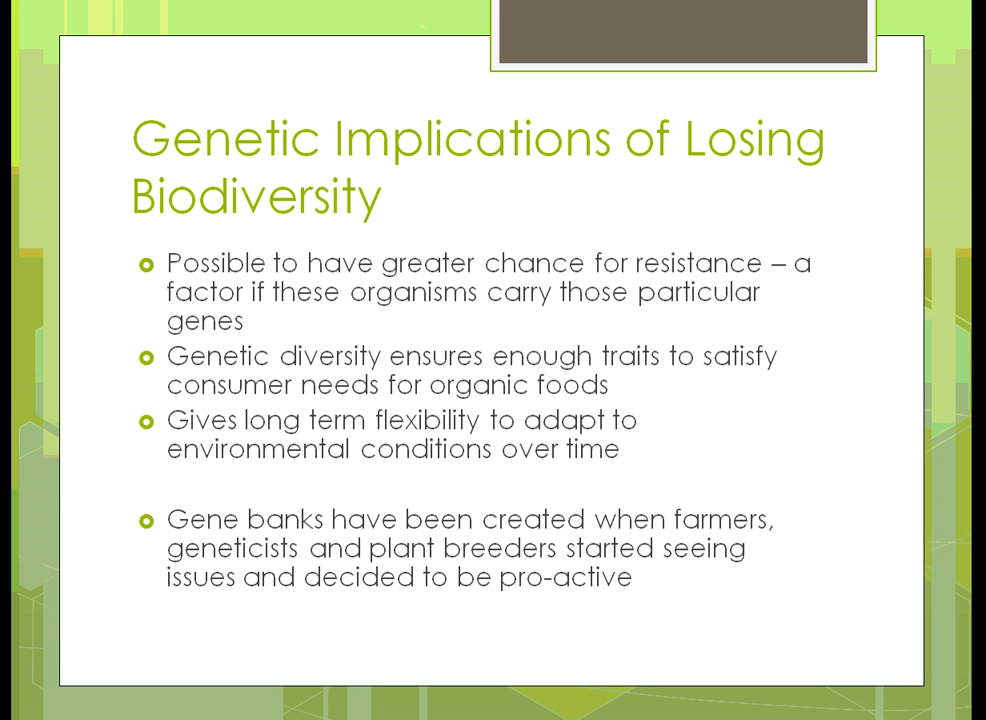 Genetic Implications of Losing
Biodiversity
Possible to have greater chance for resistance – a
factor if these organisms carry those particular
genes
Genetic diversity ensures enough traits to satisfy
consumer needs for organic foods
Gives long term flexibility to adapt to
environmental conditions over time
Gene banks have been created when farmers,
geneticists and plant breeders started seeing
issues and decided to be pro-active